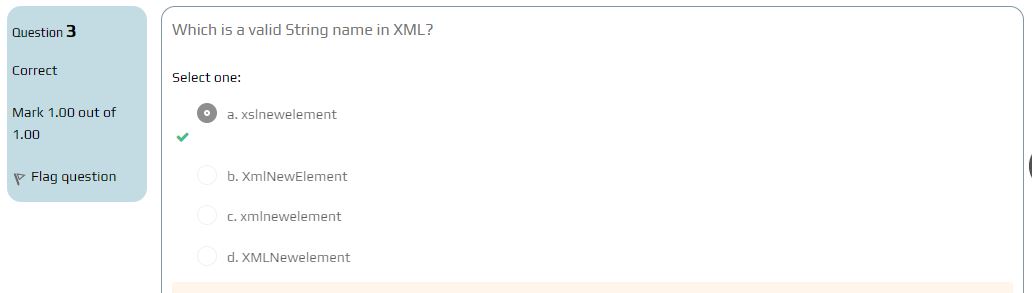 Question 3
Correct
Mark 1.00 out of
1.00
Flag question
Which is a valid String name in XML?
Select one:
a. xslnewelement
b. XmlNewElement
c. xmlnewelement
d. XMLNewelement